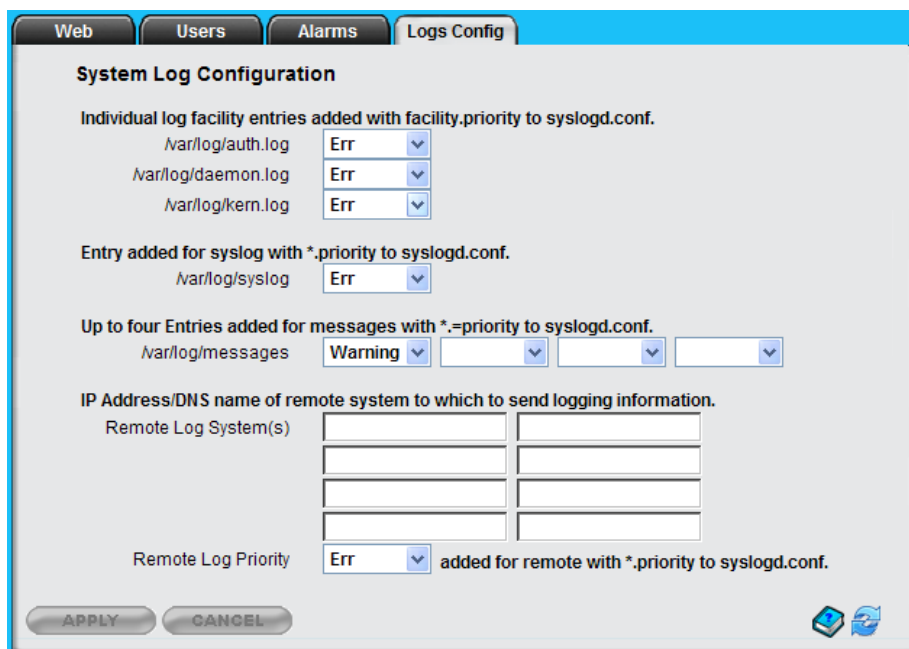 Web Users Alarms Logs Config
System Log Configuration
Individual log facility entries added with facility.priority to syslogd.conf.
/var/log/auth.log Err
/var/log/daemon.log Err
/var/log/kern.log Err
Entry added for syslog with *.priority to syslogd.conf.
/var/log/syslog Err
Up to four Entries added for messages with *.=priority to syslogd.conf.
/var/log/messages Warning
IP Address/DNS name of remote system to which to send logging information.
Remote Log System(s)
Remote Log Priority Err added for remote with *.priority to syslogd.conf.
APPLY CANCEL
?